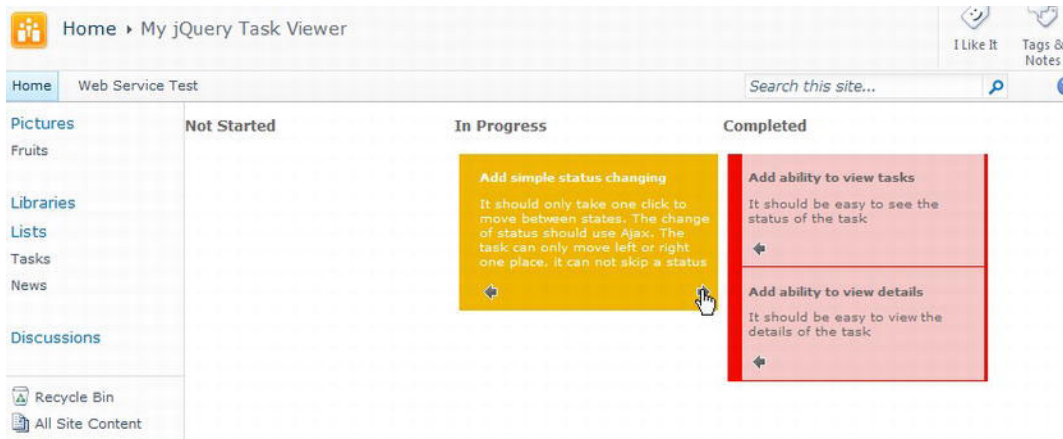 Home ▸ My jQuery Task Viewer
I Like It
Tags &
Notes
Home
Web Service Test
Search this site...
Pictures
Fruits
Libraries
Lists
Tasks
News
Discussions
Recycle Bin
All Site Content
Not Started
In Progress
Add simple status changing
It should only take one click to
move between states. The change
of status should use Ajax. The
task can only move left or right
one place, it can not skip a status
Completed
Add ability to view tasks
It should be easy to see the
status of the task
Add ability to view details
It should be easy to view the
details of the task